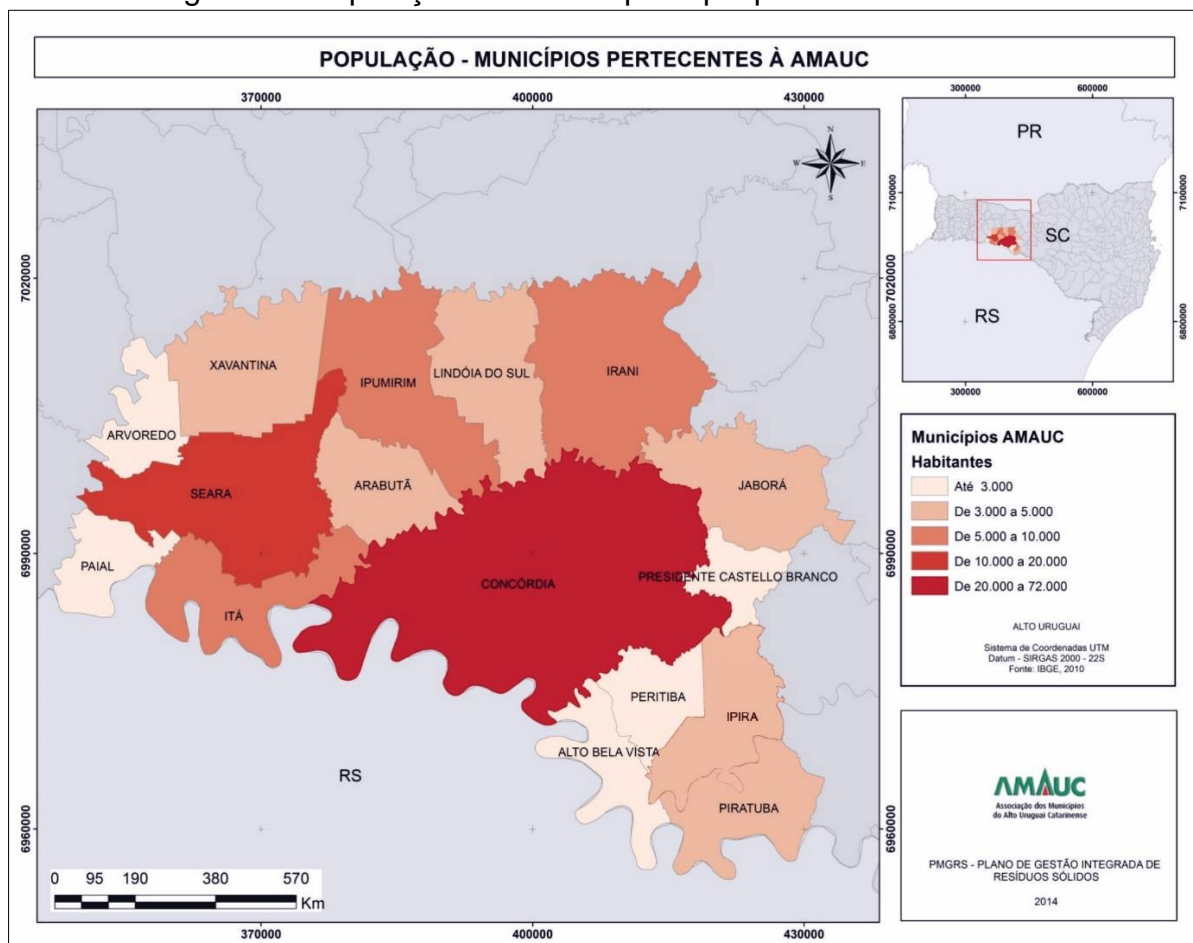 POPULAÇÃO - MUNICÍPIOS PERTECENTES À AMAUC
370000
400000
430000
7020000
6990000
6960000
7020000
6990000
6960000
N
W
E
S
XAVANTINA
IPUMIRIM
LINDÓIA DO SUL
IRANI
ARVOREDO
SEARA
ARABUTÃ
JABORÁ
PAIAL
ITÁ
CONCÓRDIA
PRESIDENTE CASTELLO BRANCO
PERITIBA
IPIRA
ALTO BELA VISTA
PIRATUBA
RS
0 95 190 380 570
Km
370000
400000
430000
300000
600000
PR
7100000
7100000
SC
RS
6800000
6800000
300000
600000
Municípios AMAUC
Habitantes
Até 3.000
De 3.000 a 5.000
De 5.000 a 10.000
De 10.000 a 20.000
De 20.000 a 72.000
ALTO URUGUAI
Sistema de Coordenadas UTM
Datum - SIRGAS 2000 - 22S
Fonte: IBGE, 2010
AMAUC
Associação dos Municípios
do Alto Uruguai Catarinense
PMGRS - PLANO DE GESTÃO INTEGRADA DE
RESÍDUOS SÓLIDOS
2014